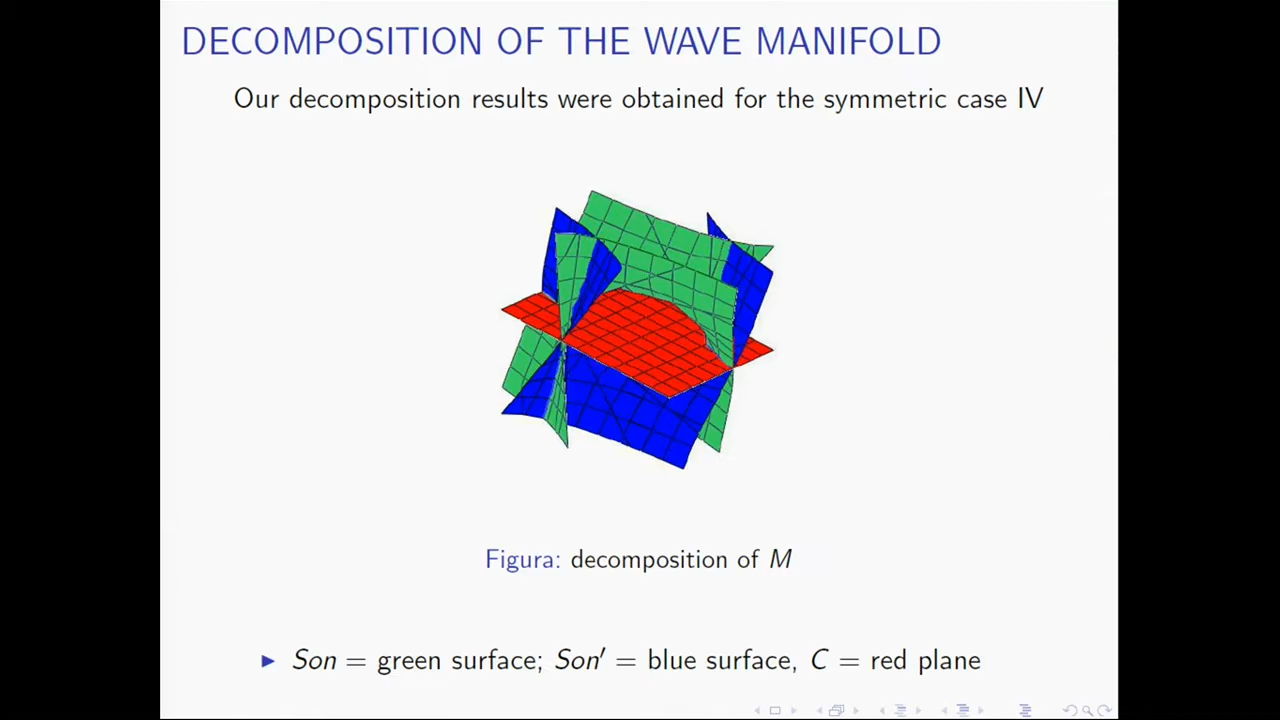 DECOMPOSITION OF THE WAVE MANIFOLD
Our decomposition results were obtained for the symmetric case IV
Figura: decomposition of M
► Son = green surface; Son′ = blue surface, C = red plane